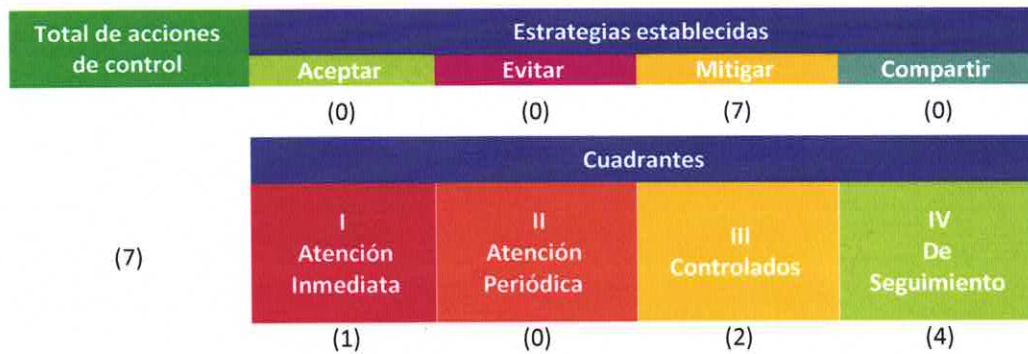 Total de acciones
de control
Estrategias establecidas
Aceptar Evitar Mitigar Compartir
(0) (0) (7) (0)
Cuadrantes
(7)
I
Atención
Inmediata
II
Atención
Periódica
III
Controlados
IV
De
Seguimiento
(1) (0) (2) (4)